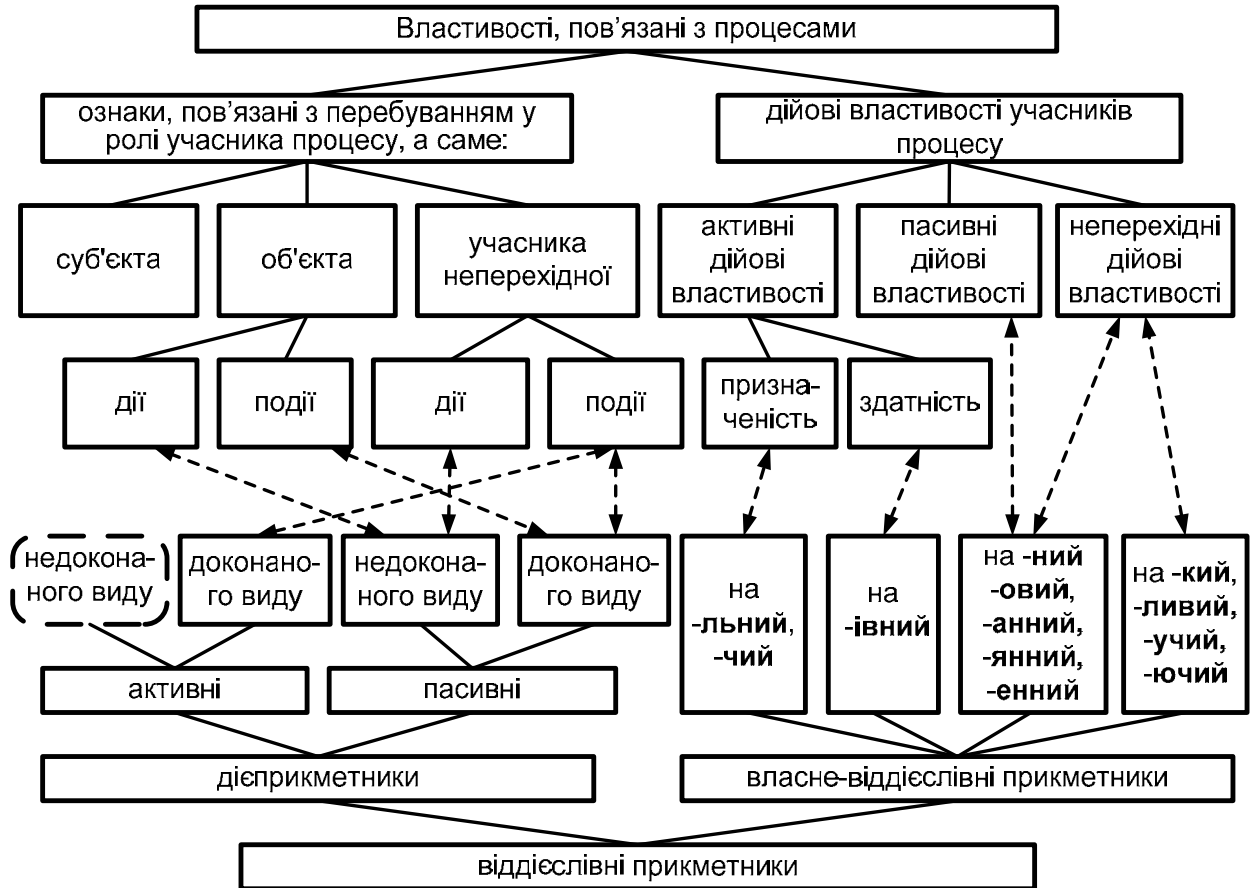 Властивості, пов’язані з процесами
ознаки, пов’язані з перебуванням у
ролі учасника процесу, а саме:
дійові властивості учасників
процесу
суб'єкта
об'єкта
учасника
неперехідної
активні
дійові
властивості
пасивні
дійові
властивості
неперехідні
дійові
властивості
дії
події
дії
події
призна-
ченість
здатність
недокона-
ного виду
доконано-
го виду
недокона-
ного виду
доконано-
го виду
на
-льний,
-чий
на
-івний
на -ний
-овий,
-анний,
-янний,
-енний
на -кий,
-ливий,
-учий,
-ючий
активні
пасивні
дієприкметники
власне-віддієслівні прикметники
віддієслівні прикметники